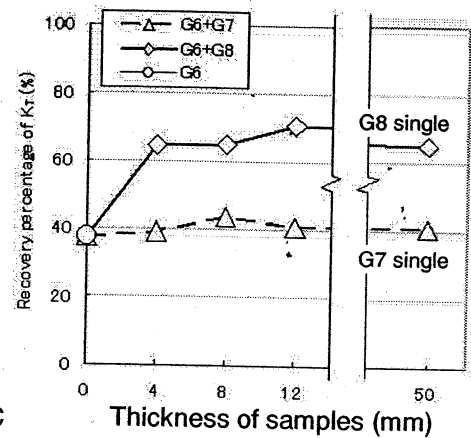 100
80
60
40
20
0
Recovery percentage of K_T (%)
G6+G7
G6+G8
G6
G8 single
G7 single
0 4 8 12 50
C
Thickness of samples (mm)